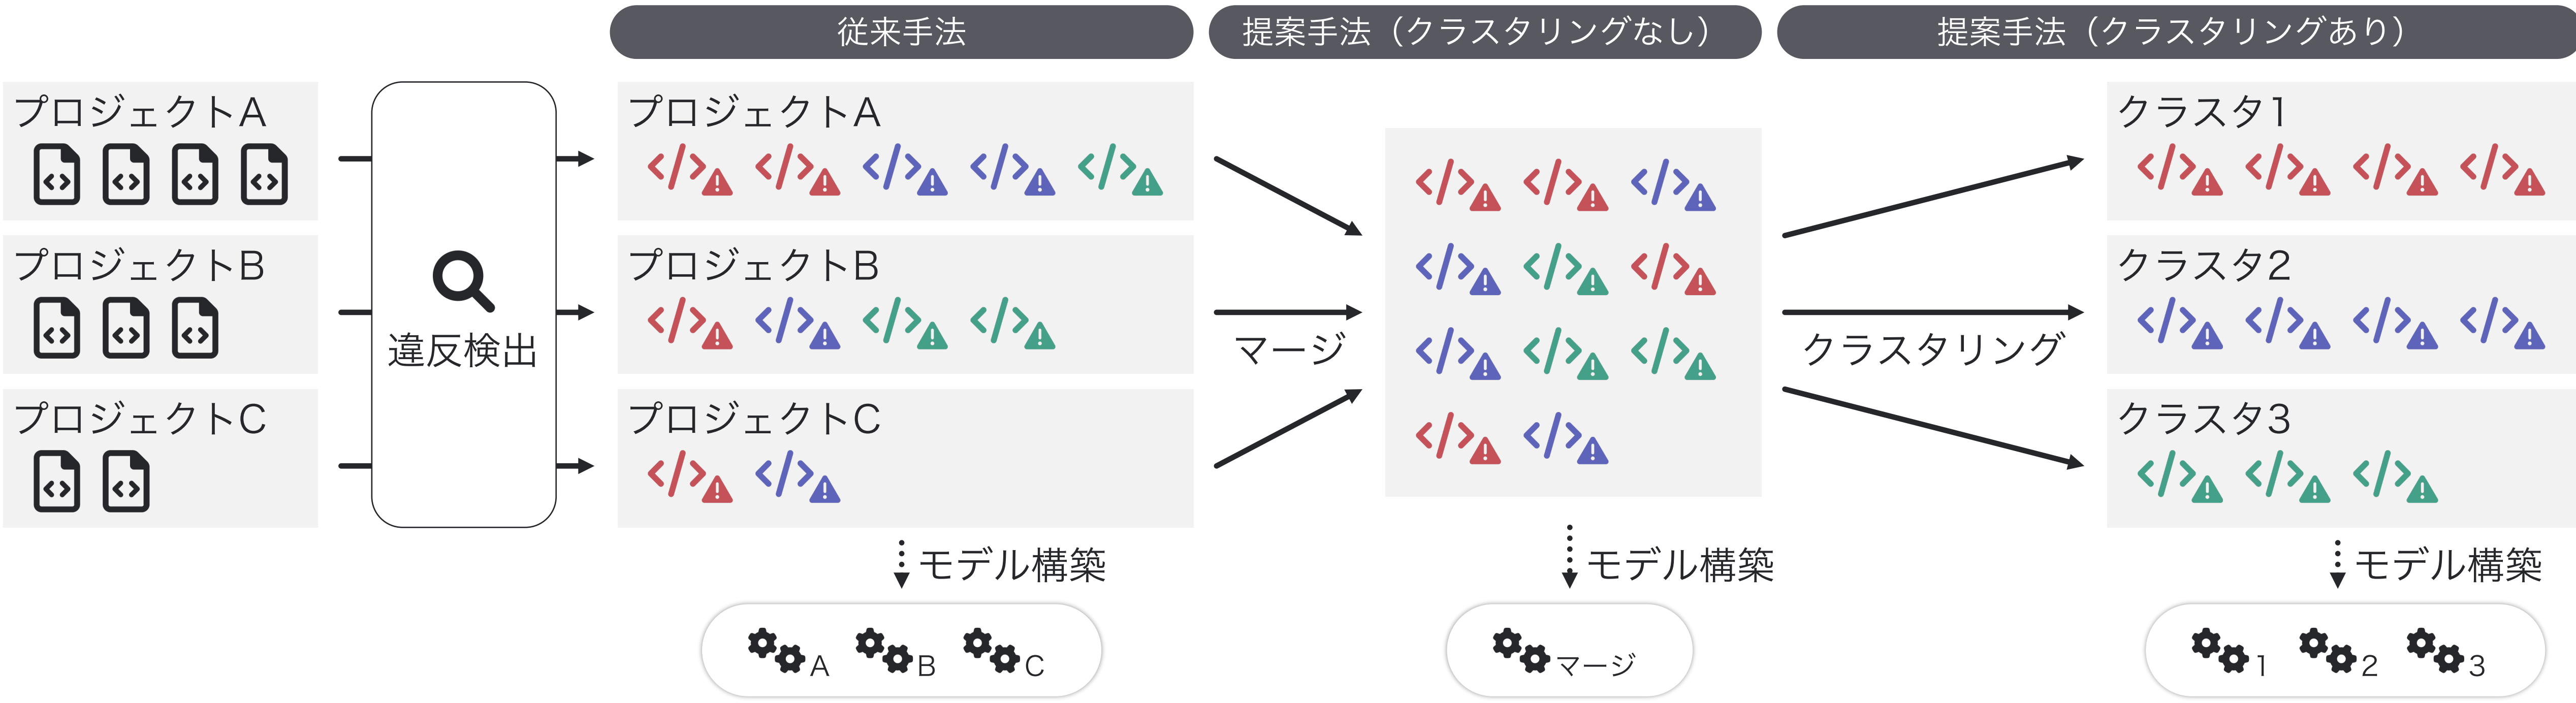 従来手法
提案手法（クラスタリングなし）
提案手法（クラスタリングあり）
プロジェクトA
プロジェクトB
プロジェクトC
違反検出
プロジェクトA
プロジェクトB
プロジェクトC
マージ
クラスタリング
クラスタ1
クラスタ2
クラスタ3
モデル構築
モデル構築
モデル構築
A B C
マージ
1 2 3